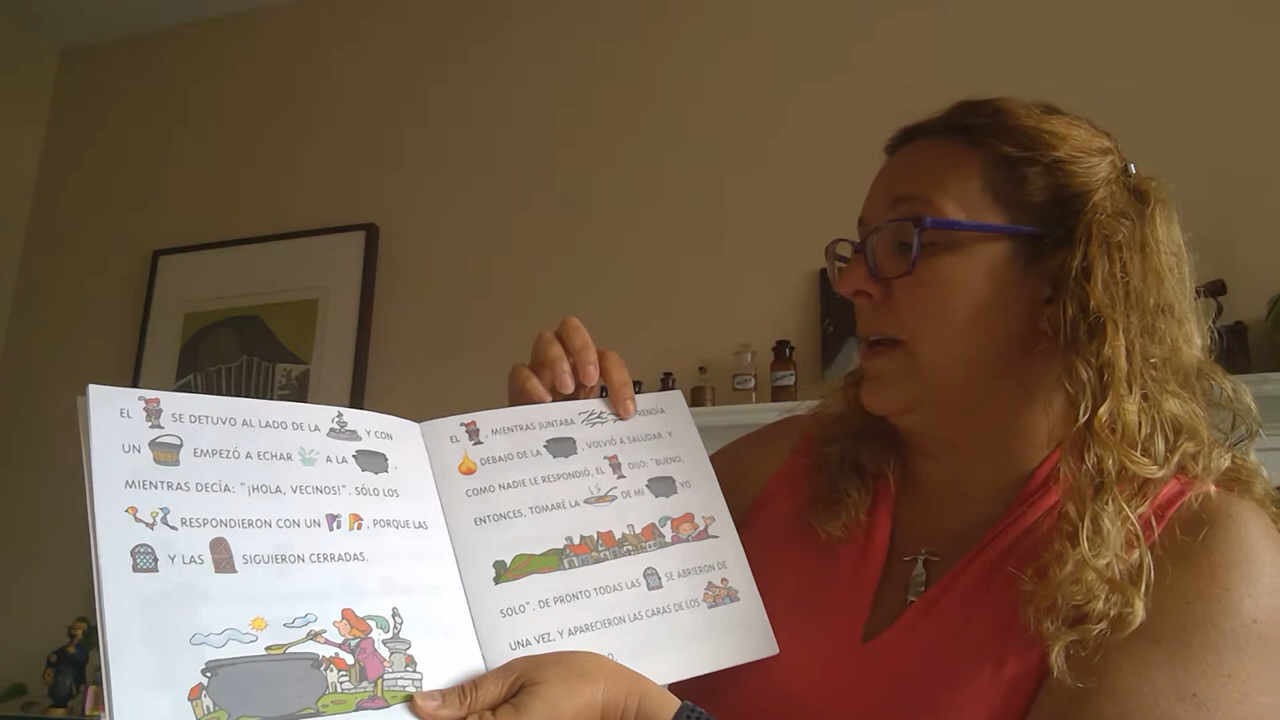 EL SE DETUVO AL LADO DE LA Y CON
UN EMPEZÓ A ECHAR A LA .
MIENTRAS DECÍA: "¡HOLA, VECINOS!". SÓLO LOS
RESPONDIERON CON UN PÍ PÍ, PORQUE LAS
Y LAS SIGUIERON CERRADAS.
EL , MIENTRAS JUNTABA
DEBAJO DE LA , VOLVIÓ A SALUDAR, Y
COMO NADIE LE RESPONDIÓ, EL DIJO: "BUENO,
ENTONCES, TOMARÉ LA DE MI YO
SOLO". DE PRONTO TODAS LAS SE ABRIERON DE
UNA VEZ, Y APARECIERON LAS CARAS DE LOS